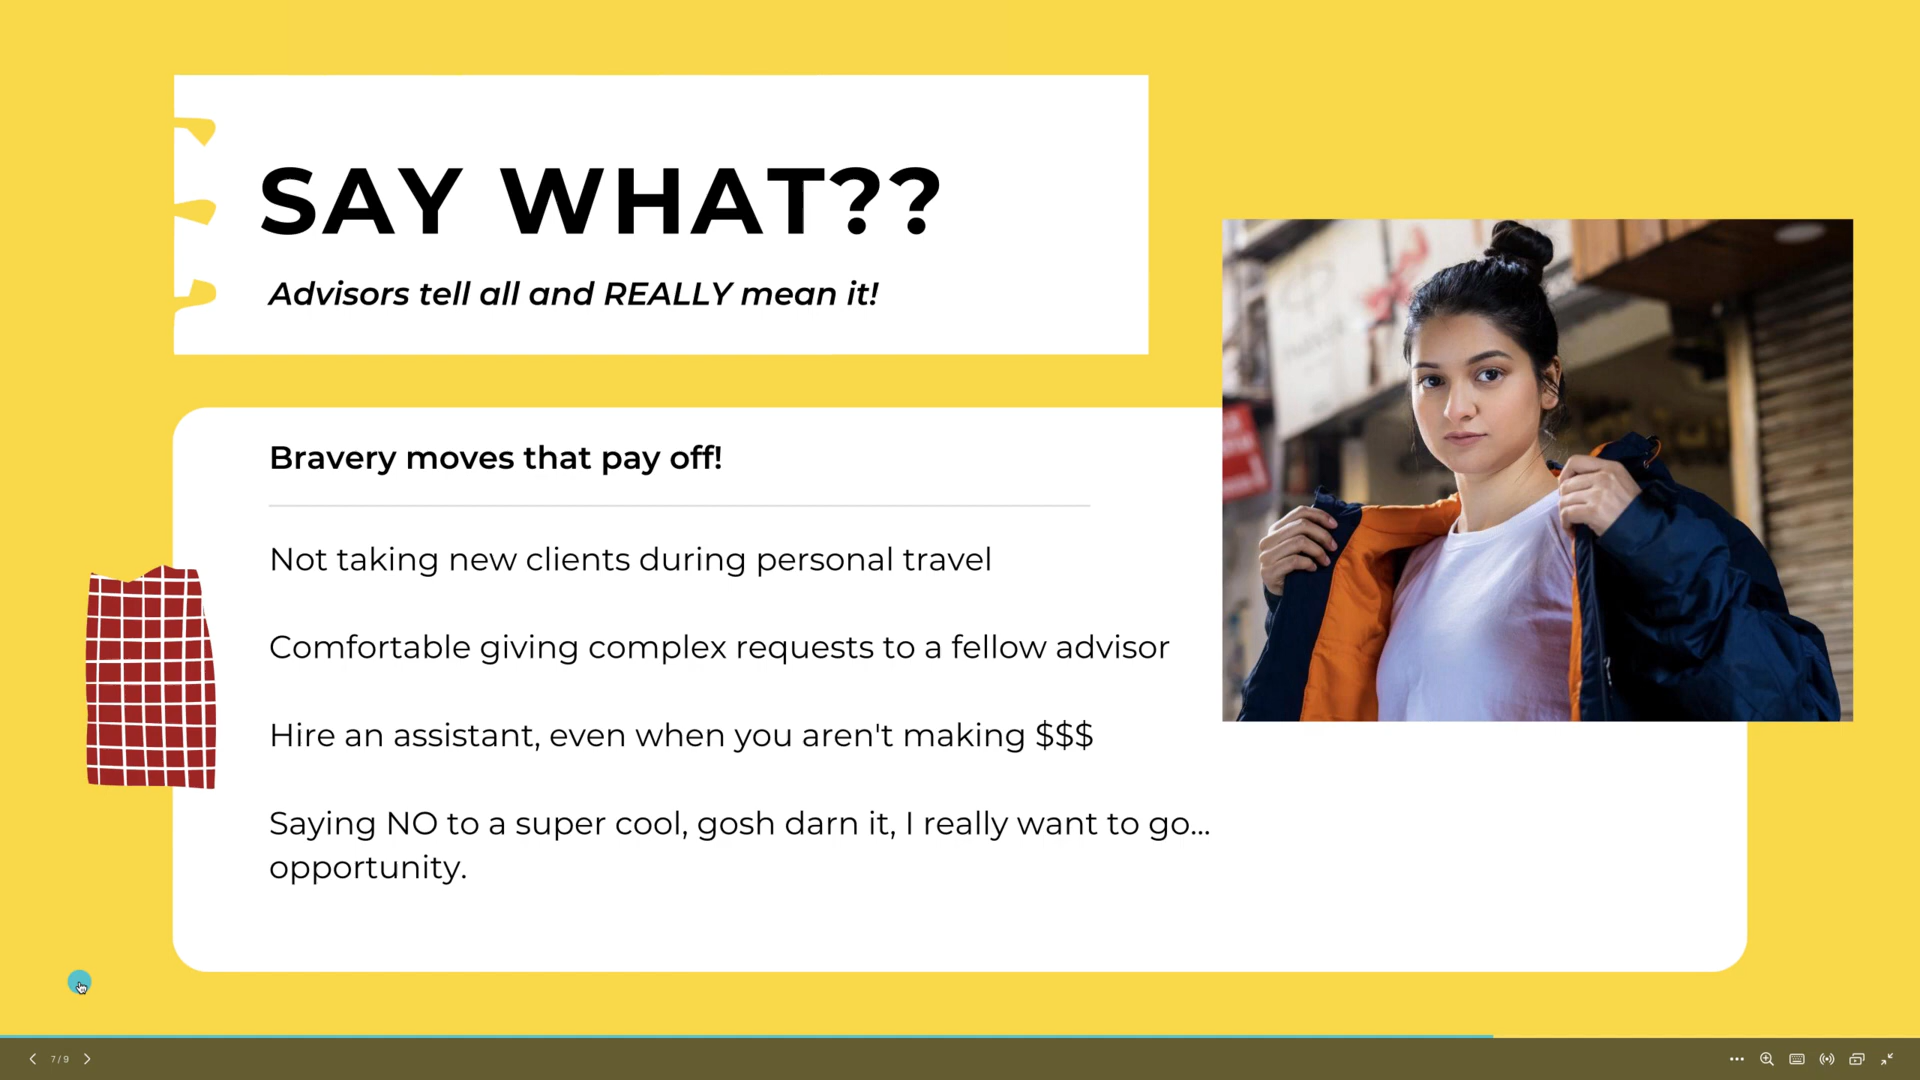 SAY WHAT??
Advisors tell all and REALLY mean it!
Bravery moves that pay off!
Not taking new clients during personal travel
Comfortable giving complex requests to a fellow advisor
Hire an assistant, even when you aren't making $$$
Saying NO to a super cool, gosh darn it, I really want to go...
opportunity.
7/9